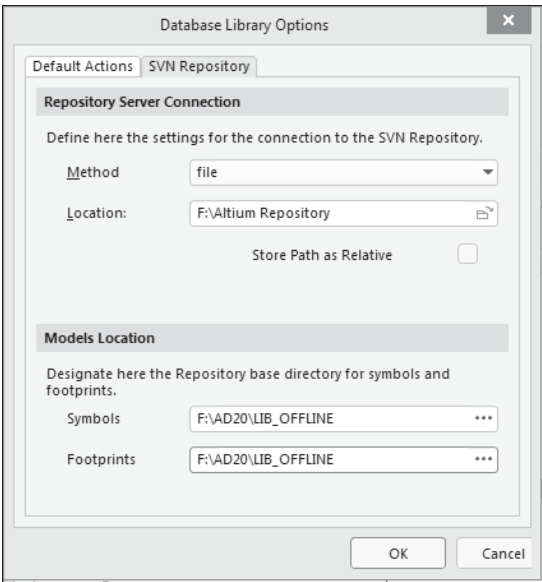 Database Library Options
Default Actions
SVN Repository
Repository Server Connection
Define here the settings for the connection to the SVN Repository.
Method
file
Location:
F:\Altium Repository
Store Path as Relative
Models Location
Designate here the Repository base directory for symbols and
footprints.
Symbols
F:\AD20\LIB_OFFLINE
Footprints
F:\AD20\LIB_OFFLINE
OK
Cancel